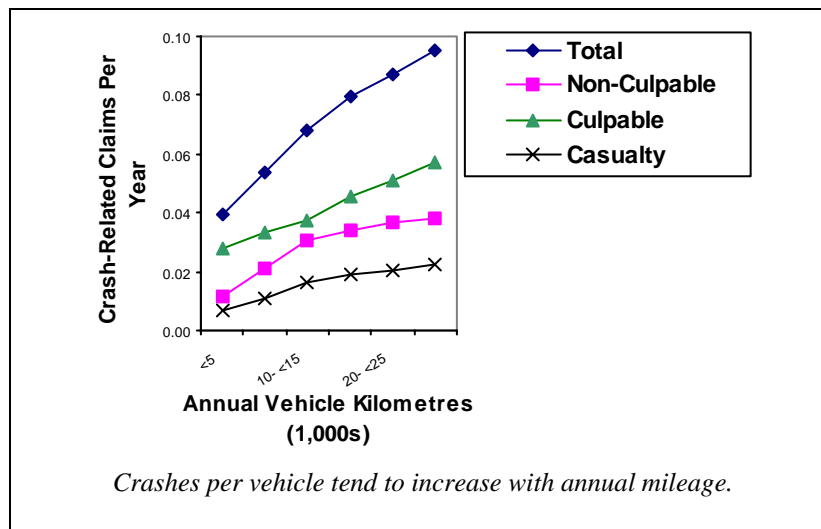 0.10
0.08
0.06
0.04
0.02
0.00
Crash-Related Claims Per
Year
<5
10- <15
20- <25
Annual Vehicle Kilometres
(1,000s)
Total
Non-Culpable
Culpable
Casualty
Crashes per vehicle tend to increase with annual mileage.